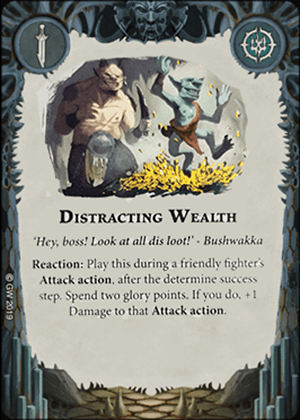 DISTRACTING WEALTH
'Hey, boss! Look at all dis loot!' - Bushwakka
Reaction: Play this during a friendly fighter's
Attack action, after the determine success
step. Spend two glory points. If you do, +1
Damage to that Attack action.
© GW 2019